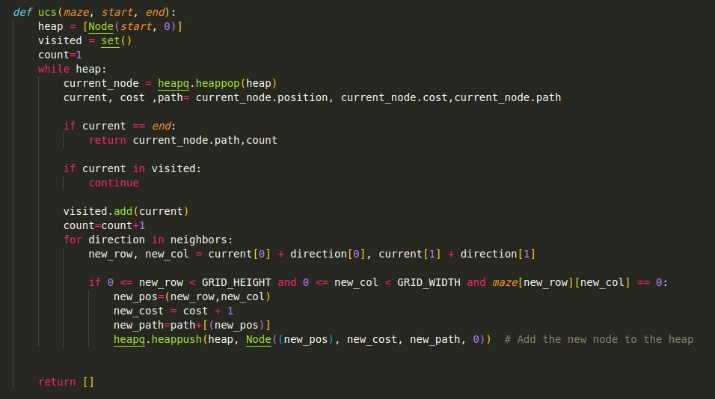 def ucs(maze, start, end):
    heap = [Node(start, 0)]
    visited = set()
    count=1
    while heap:
        current_node = heapq.heappop(heap)
        current, cost ,path= current_node.position, current_node.cost,current_node.path

        if current == end:
            return current_node.path,count

        if current in visited:
            continue

        visited.add(current)
        count=count+1
        for direction in neighbors:
            new_row, new_col = current[0] + direction[0], current[1] + direction[1]

            if 0 <= new_row < GRID_HEIGHT and 0 <= new_col < GRID_WIDTH and maze[new_row][new_col] == 0:
                new_pos=(new_row,new_col)
                new_cost = cost + 1
                new_path=path+[(new_pos)]
                heapq.heappush(heap, Node((new_pos), new_cost, new_path, 0))  # Add the new node to the heap


    return []